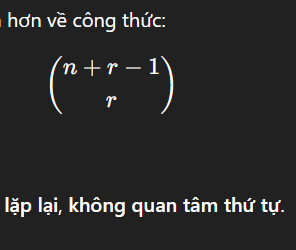 hơn về công thức:
(n + r − 1
r)
lặp lại, không quan tâm thứ tự.